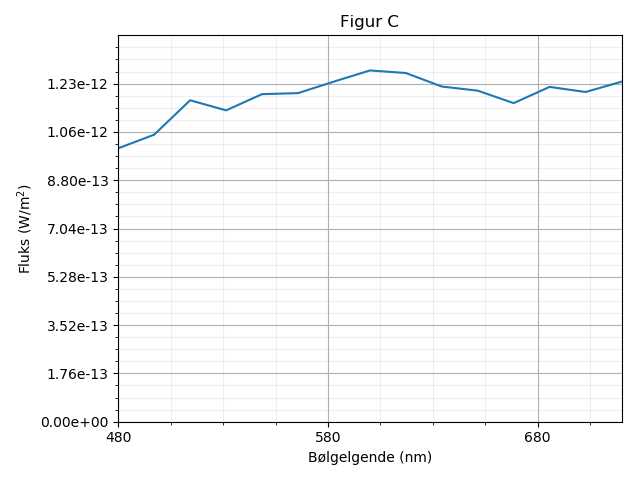 Figur C
Fluks (W/m²)
1.23e-12
1.06e-12
8.80e-13
7.04e-13
5.28e-13
3.52e-13
1.76e-13
0.00e+00
480 580 680
Bølgelgende (nm)